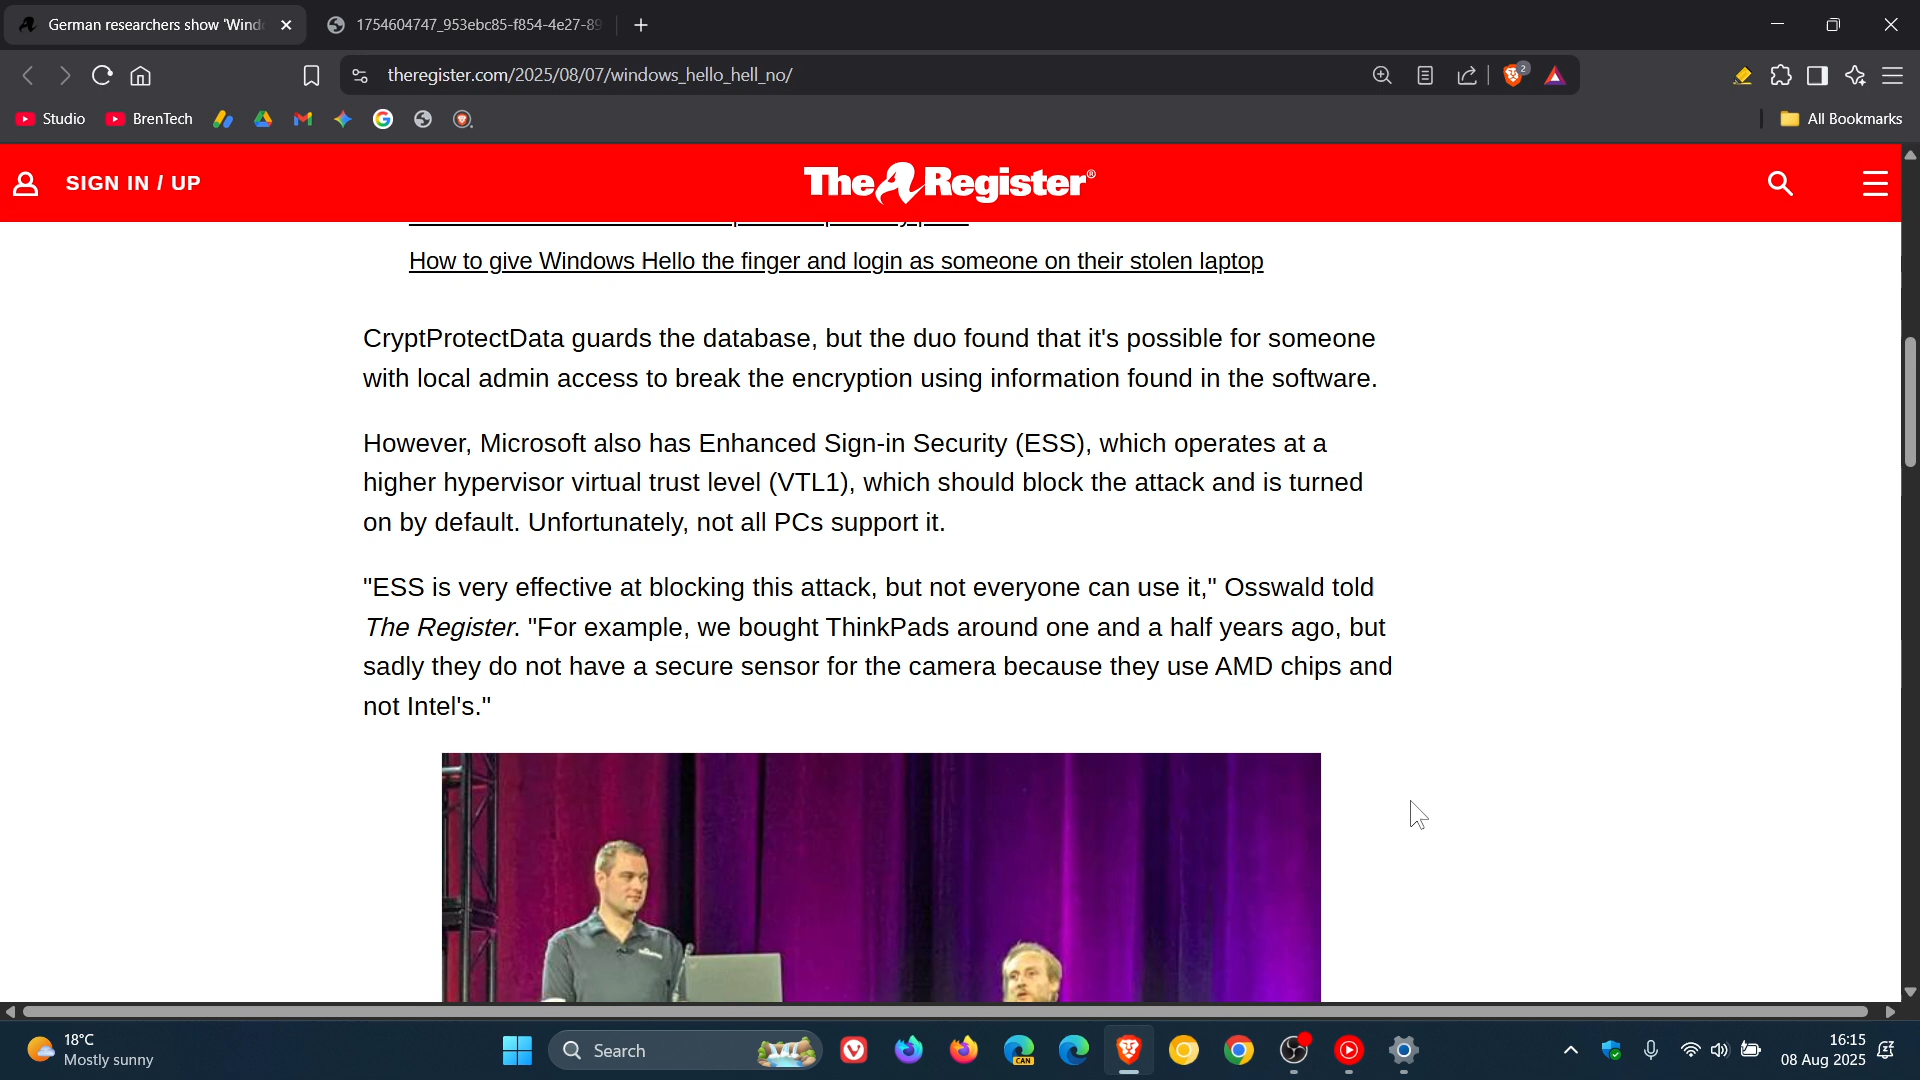 German researchers show 'Wind
1754604747_953ebc85-f854-4e27-89
theregister.com/2025/08/07/windows_hello_hell_no/
2
Studio
BrenTech
All Bookmarks
SIGN IN / UP
The Register®
How to give Windows Hello the finger and login as someone on their stolen laptop
CryptProtectData guards the database, but the duo found that it's possible for someone
with local admin access to break the encryption using information found in the software.
However, Microsoft also has Enhanced Sign-in Security (ESS), which operates at a
higher hypervisor virtual trust level (VTL1), which should block the attack and is turned
on by default. Unfortunately, not all PCs support it.
"ESS is very effective at blocking this attack, but not everyone can use it," Osswald told
The Register. "For example, we bought ThinkPads around one and a half years ago, but
sadly they do not have a secure sensor for the camera because they use AMD chips and
not Intel's."
18°C
Mostly sunny
Search
CAN
16:15
08 Aug 2025